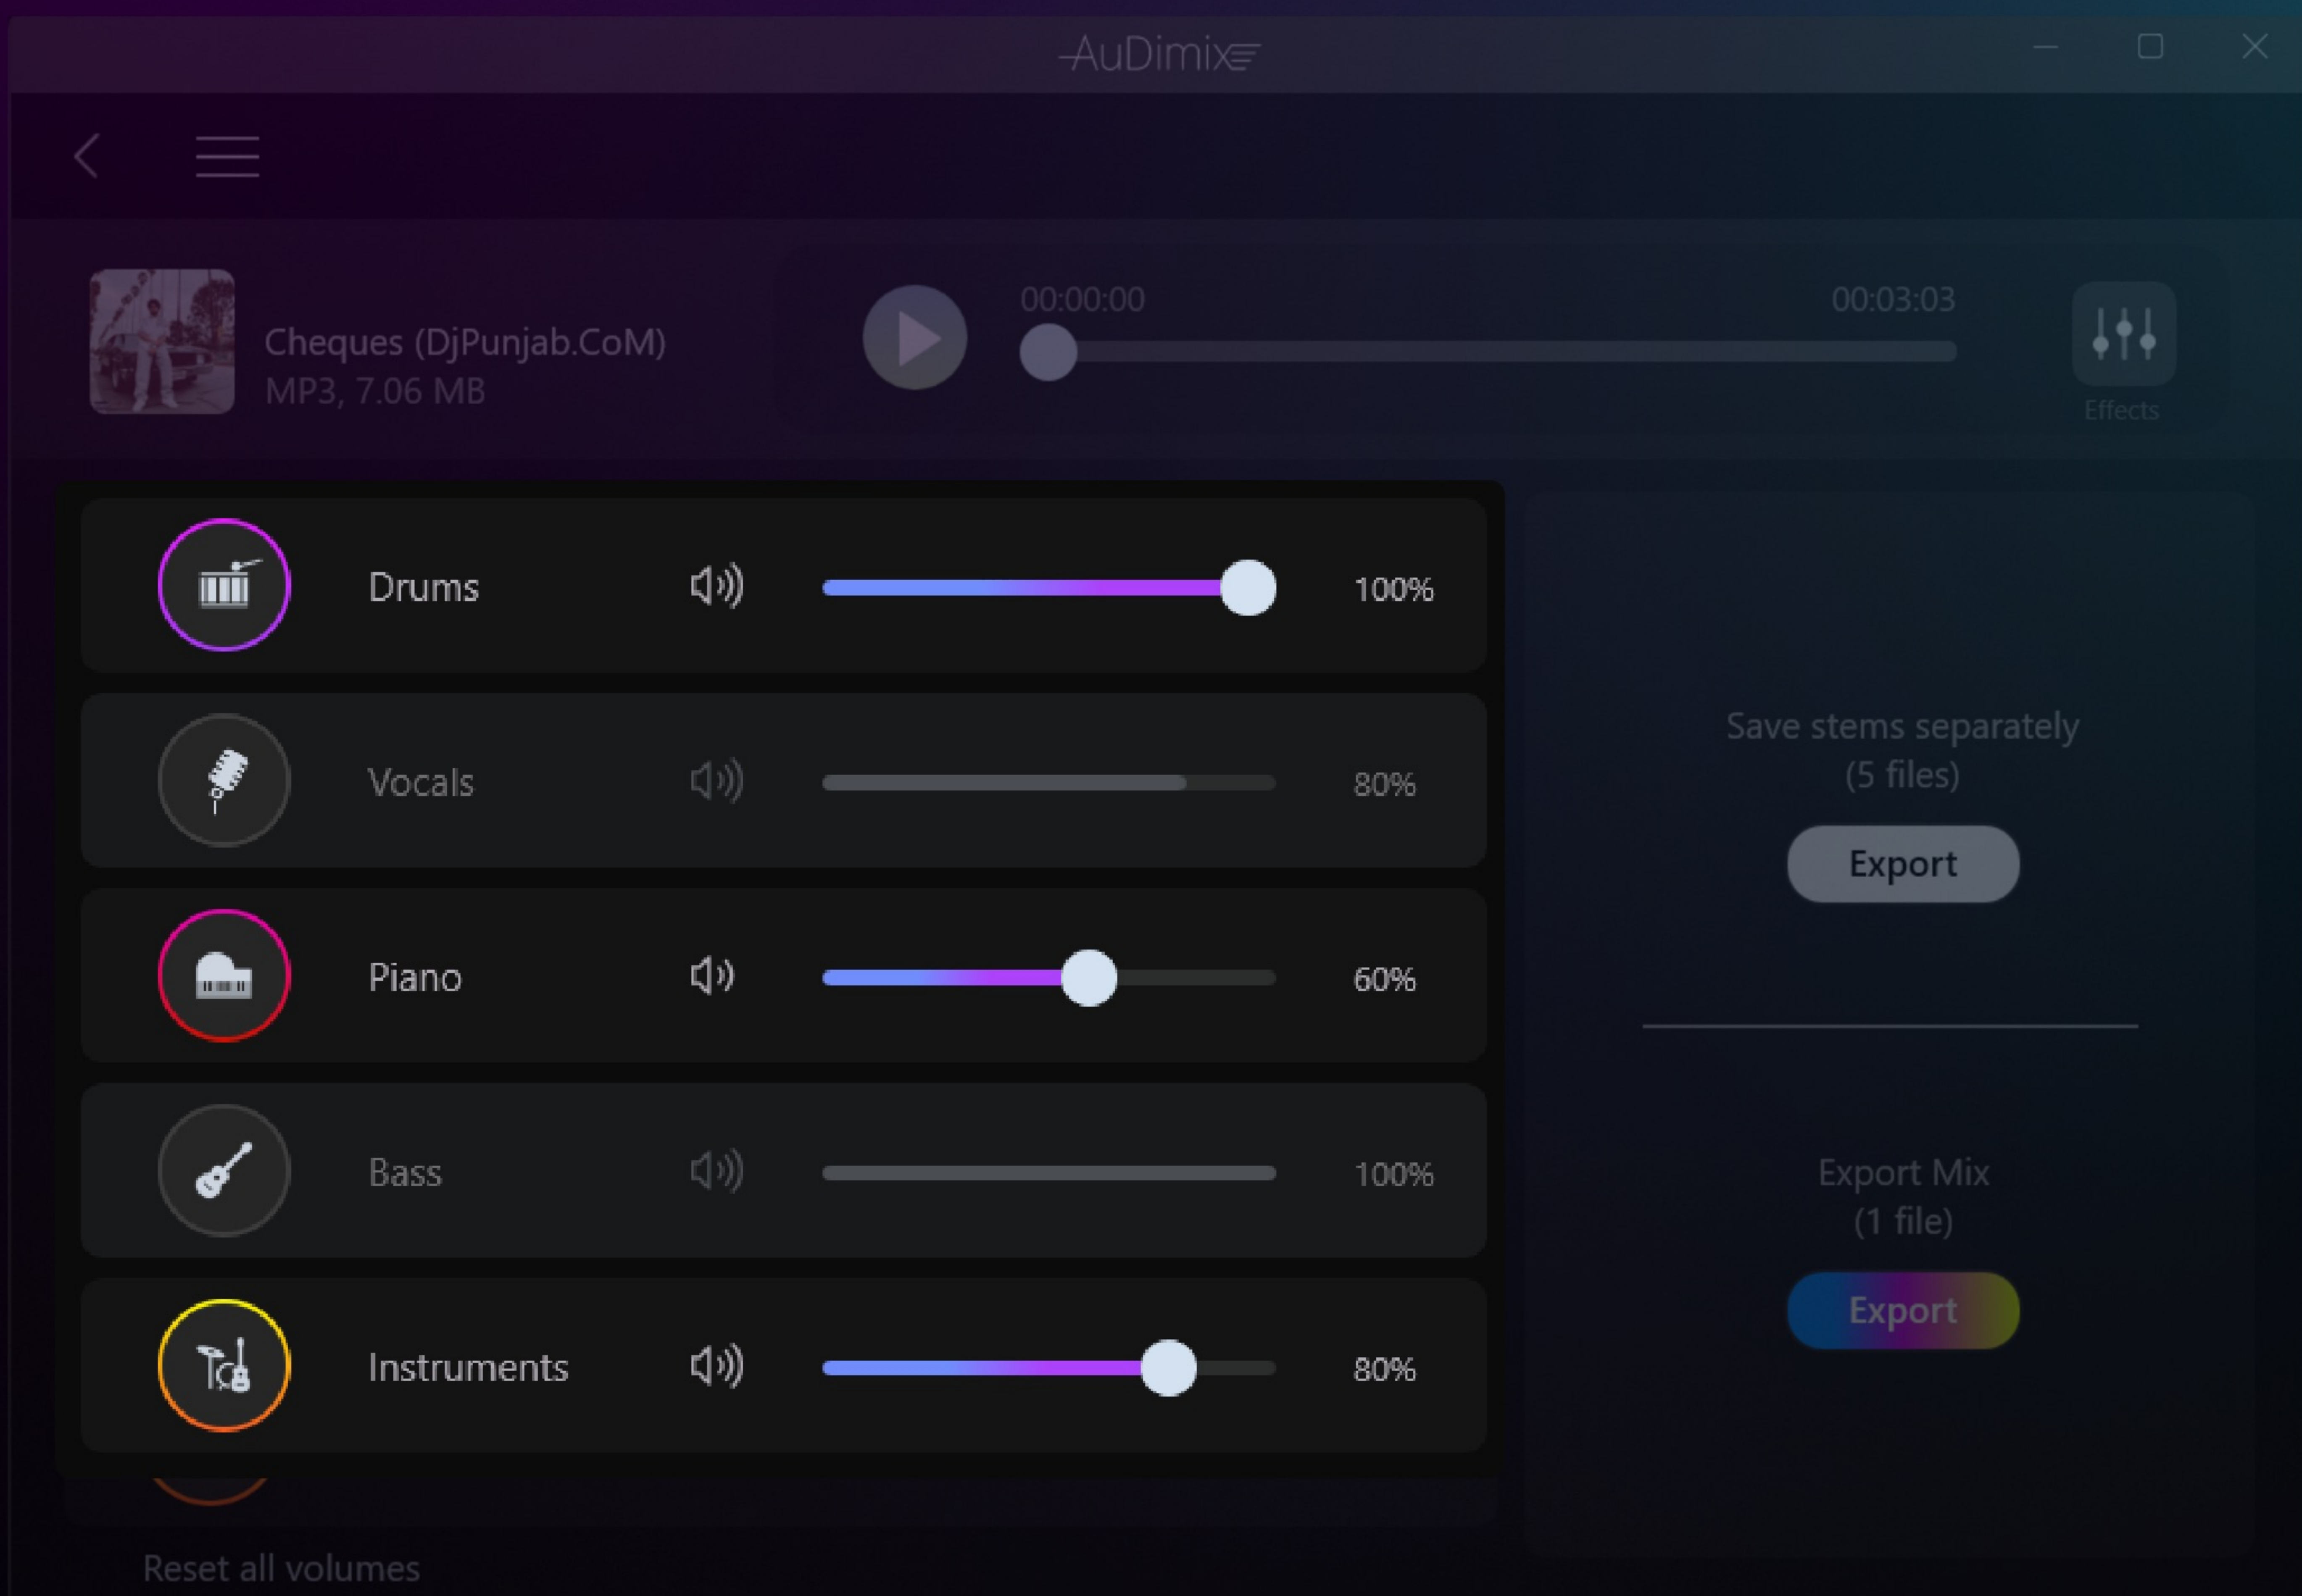 AuDimix
Cheques (DjPunjab.CoM)
MP3, 7.06 MB
00:00:00
00:03:03
Effects
Drums
100%
Vocals
80%
Piano
60%
Bass
100%
Instruments
80%
Save stems separately
(5 files)
Export
Export Mix
(1 file)
Export
Reset all volumes